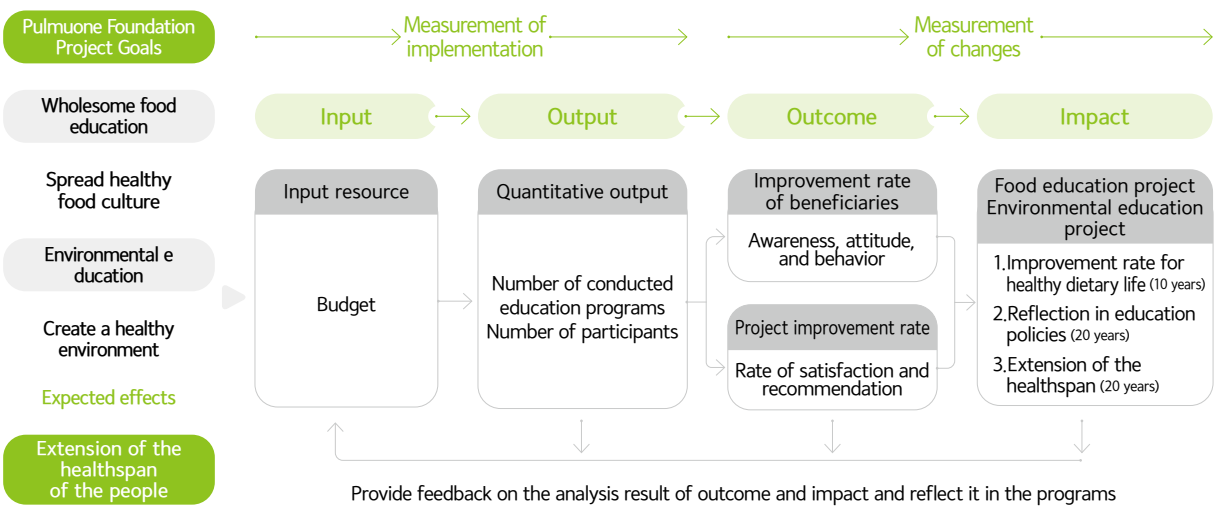 Pulmuone Foundation
Project Goals
Measurement of
implementation
Measurement
of changes
Wholesome food
education
Spread healthy
food culture
Environmental e
ducation
Create a healthy
environment
Expected effects
Extension of the
healthspan
of the people
Input
Output
Outcome
Impact
Input resource
Budget
Quantitative output
Number of conducted
education programs
Number of participants
Improvement rate
of beneficiaries
Awareness, attitude,
and behavior
Project improvement rate
Rate of satisfaction and
recommendation
Food education project
Environmental education
project
1.Improvement rate for
healthy dietary life (10 years)
2.Reflection in education
policies (20 years)
3.Extension of the
healthspan (20 years)
Provide feedback on the analysis result of outcome and impact and reflect it in the programs